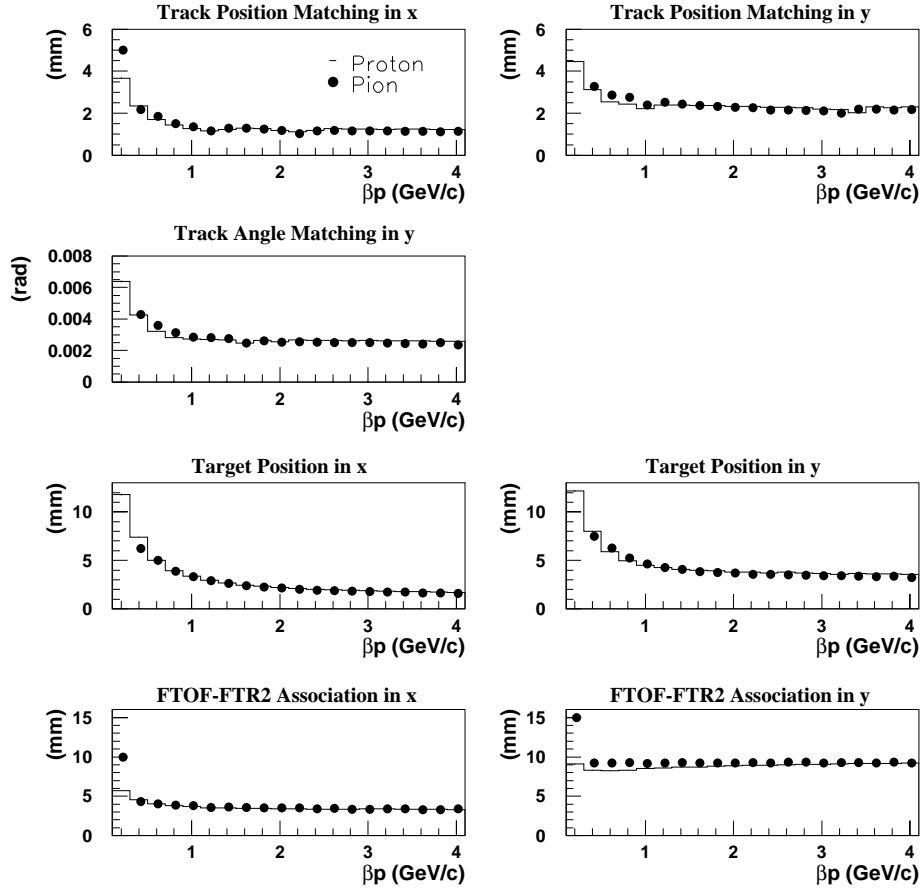 Track Position Matching in x
(mm)
6
4
2
0
Proton
Pion
1 2 3 4
βp (GeV/c)
Track Position Matching in y
(mm)
6
4
2
0
1 2 3 4
βp (GeV/c)
Track Angle Matching in y
(rad)
0.008
0.006
0.004
0.002
0
1 2 3 4
βp (GeV/c)
Target Position in x
(mm)
10
5
0
1 2 3 4
βp (GeV/c)
Target Position in y
(mm)
10
5
0
1 2 3 4
βp (GeV/c)
FTOF-FTR2 Association in x
(mm)
15
10
5
0
1 2 3 4
βp (GeV/c)
FTOF-FTR2 Association in y
(mm)
15
10
5
0
1 2 3 4
βp (GeV/c)